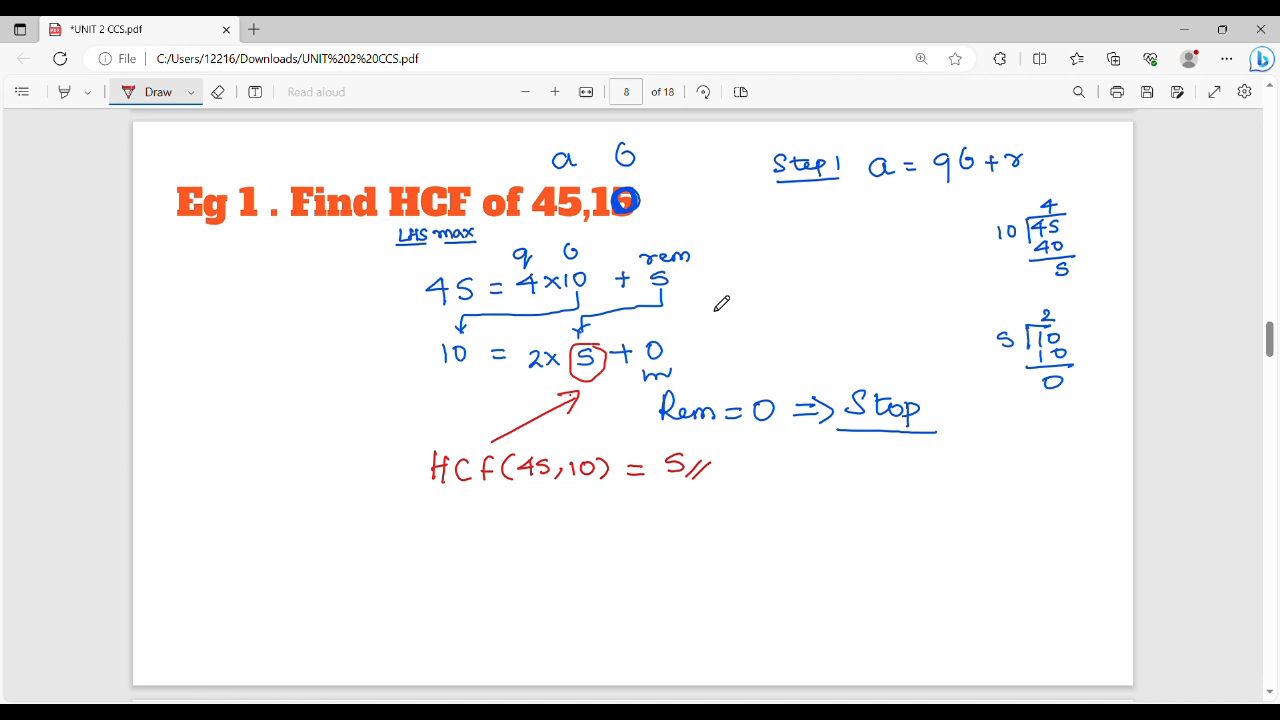 *UNIT 2 CCS.pdf
File C:/Users/12216/Downloads/UNIT%202%20CCS.pdf
Draw Read aloud 8 of 18
a b
Step 1 a = qb + r
Eg 1 . Find HCF of 45,10
LHS max
q b rem
45 = 4 x 10 + 5
10 = 2 x 5 + 0
Rem = 0 => Stop
HCF(45,10) = 5//
4
10 45
40
5
2
5 10
10
0